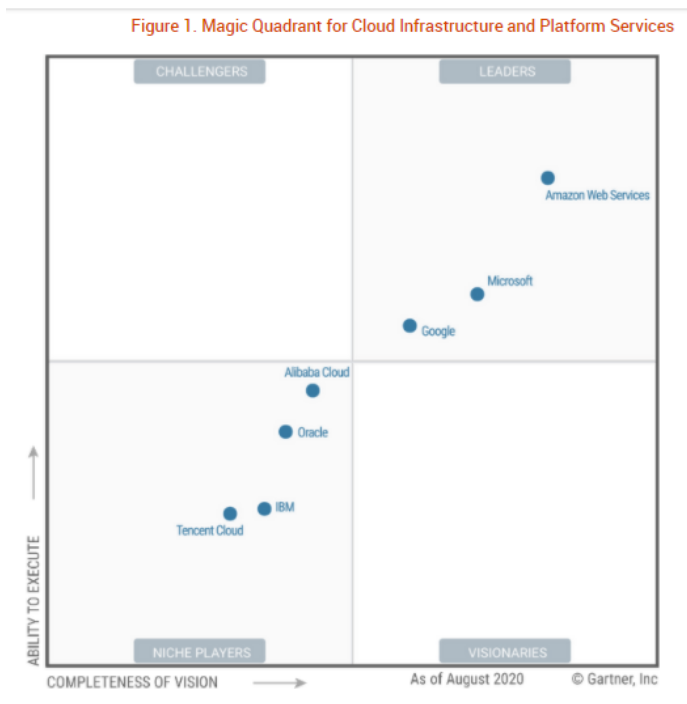 Figure 1. Magic Quadrant for Cloud Infrastructure and Platform Services
CHALLENGERS
LEADERS
Amazon Web Services
Microsoft
Google
Alibaba Cloud
Oracle
IBM
Tencent Cloud
ABILITY TO EXECUTE
NICHE PLAYERS
VISIONARIES
COMPLETENESS OF VISION
As of August 2020
© Gartner, Inc